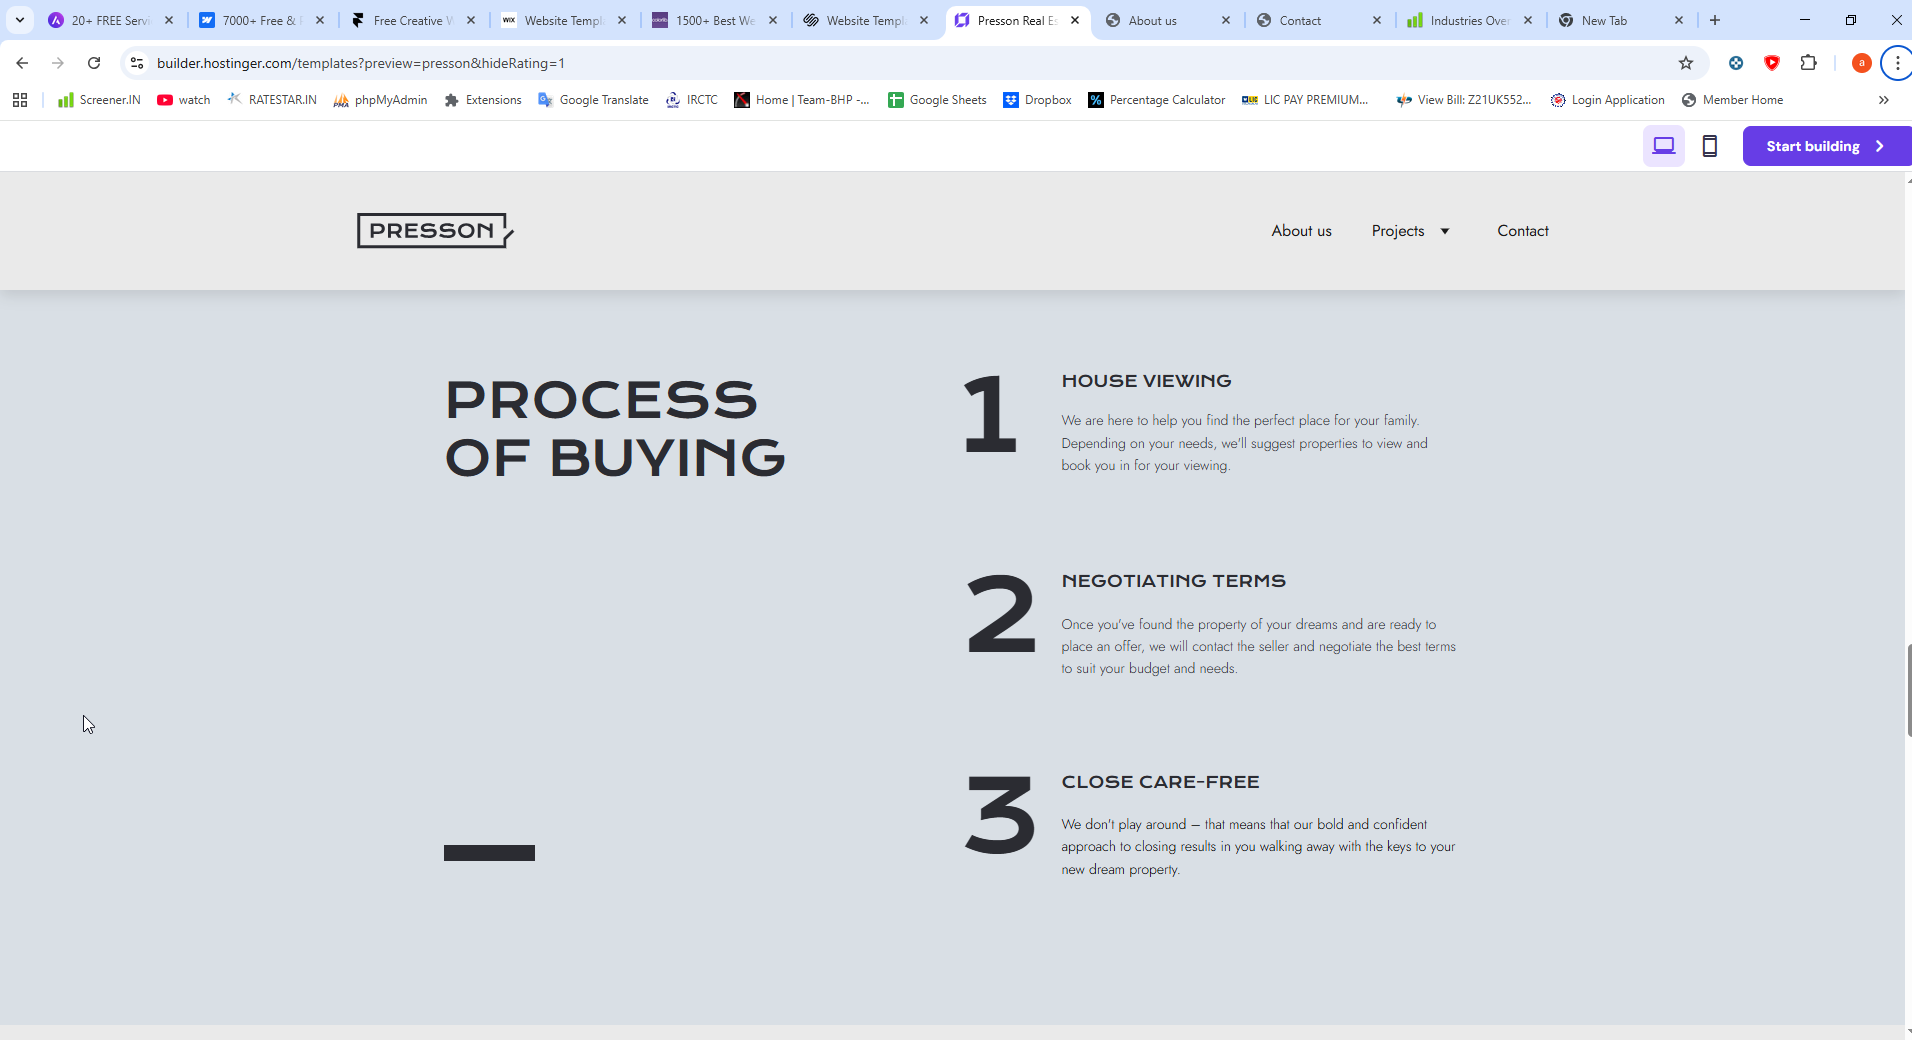 20+ FREE Servi
7000+ Free &
Free Creative W
WIX
Website Templ
1500+ Best We
Website Templ
Presson Real Es
About us
Contact
Industries Over
New Tab
builder.hostinger.com/templates?preview=presson&hideRating=1
a
Screener.IN
watch
RATESTAR.IN
phpMyAdmin
Extensions
Google Translate
IRCTC
Home | Team-BHP -...
Google Sheets
Dropbox
Percentage Calculator
LIC PAY PREMIUM...
View Bill: Z21UK552...
Login Application
Member Home
Start building
PRESSON
About us
Projects
Contact
PROCESS
OF BUYING
1
HOUSE VIEWING
We are here to help you find the perfect place for your family.
Depending on your needs, we'll suggest properties to view and
book you in for your viewing.
2
NEGOTIATING TERMS
Once you've found the property of your dreams and are ready to
place an offer, we will contact the seller and negotiate the best terms
to suit your budget and needs.
3
CLOSE CARE-FREE
We don't play around – that means that our bold and confident
approach to closing results in you walking away with the keys to your
new dream property.